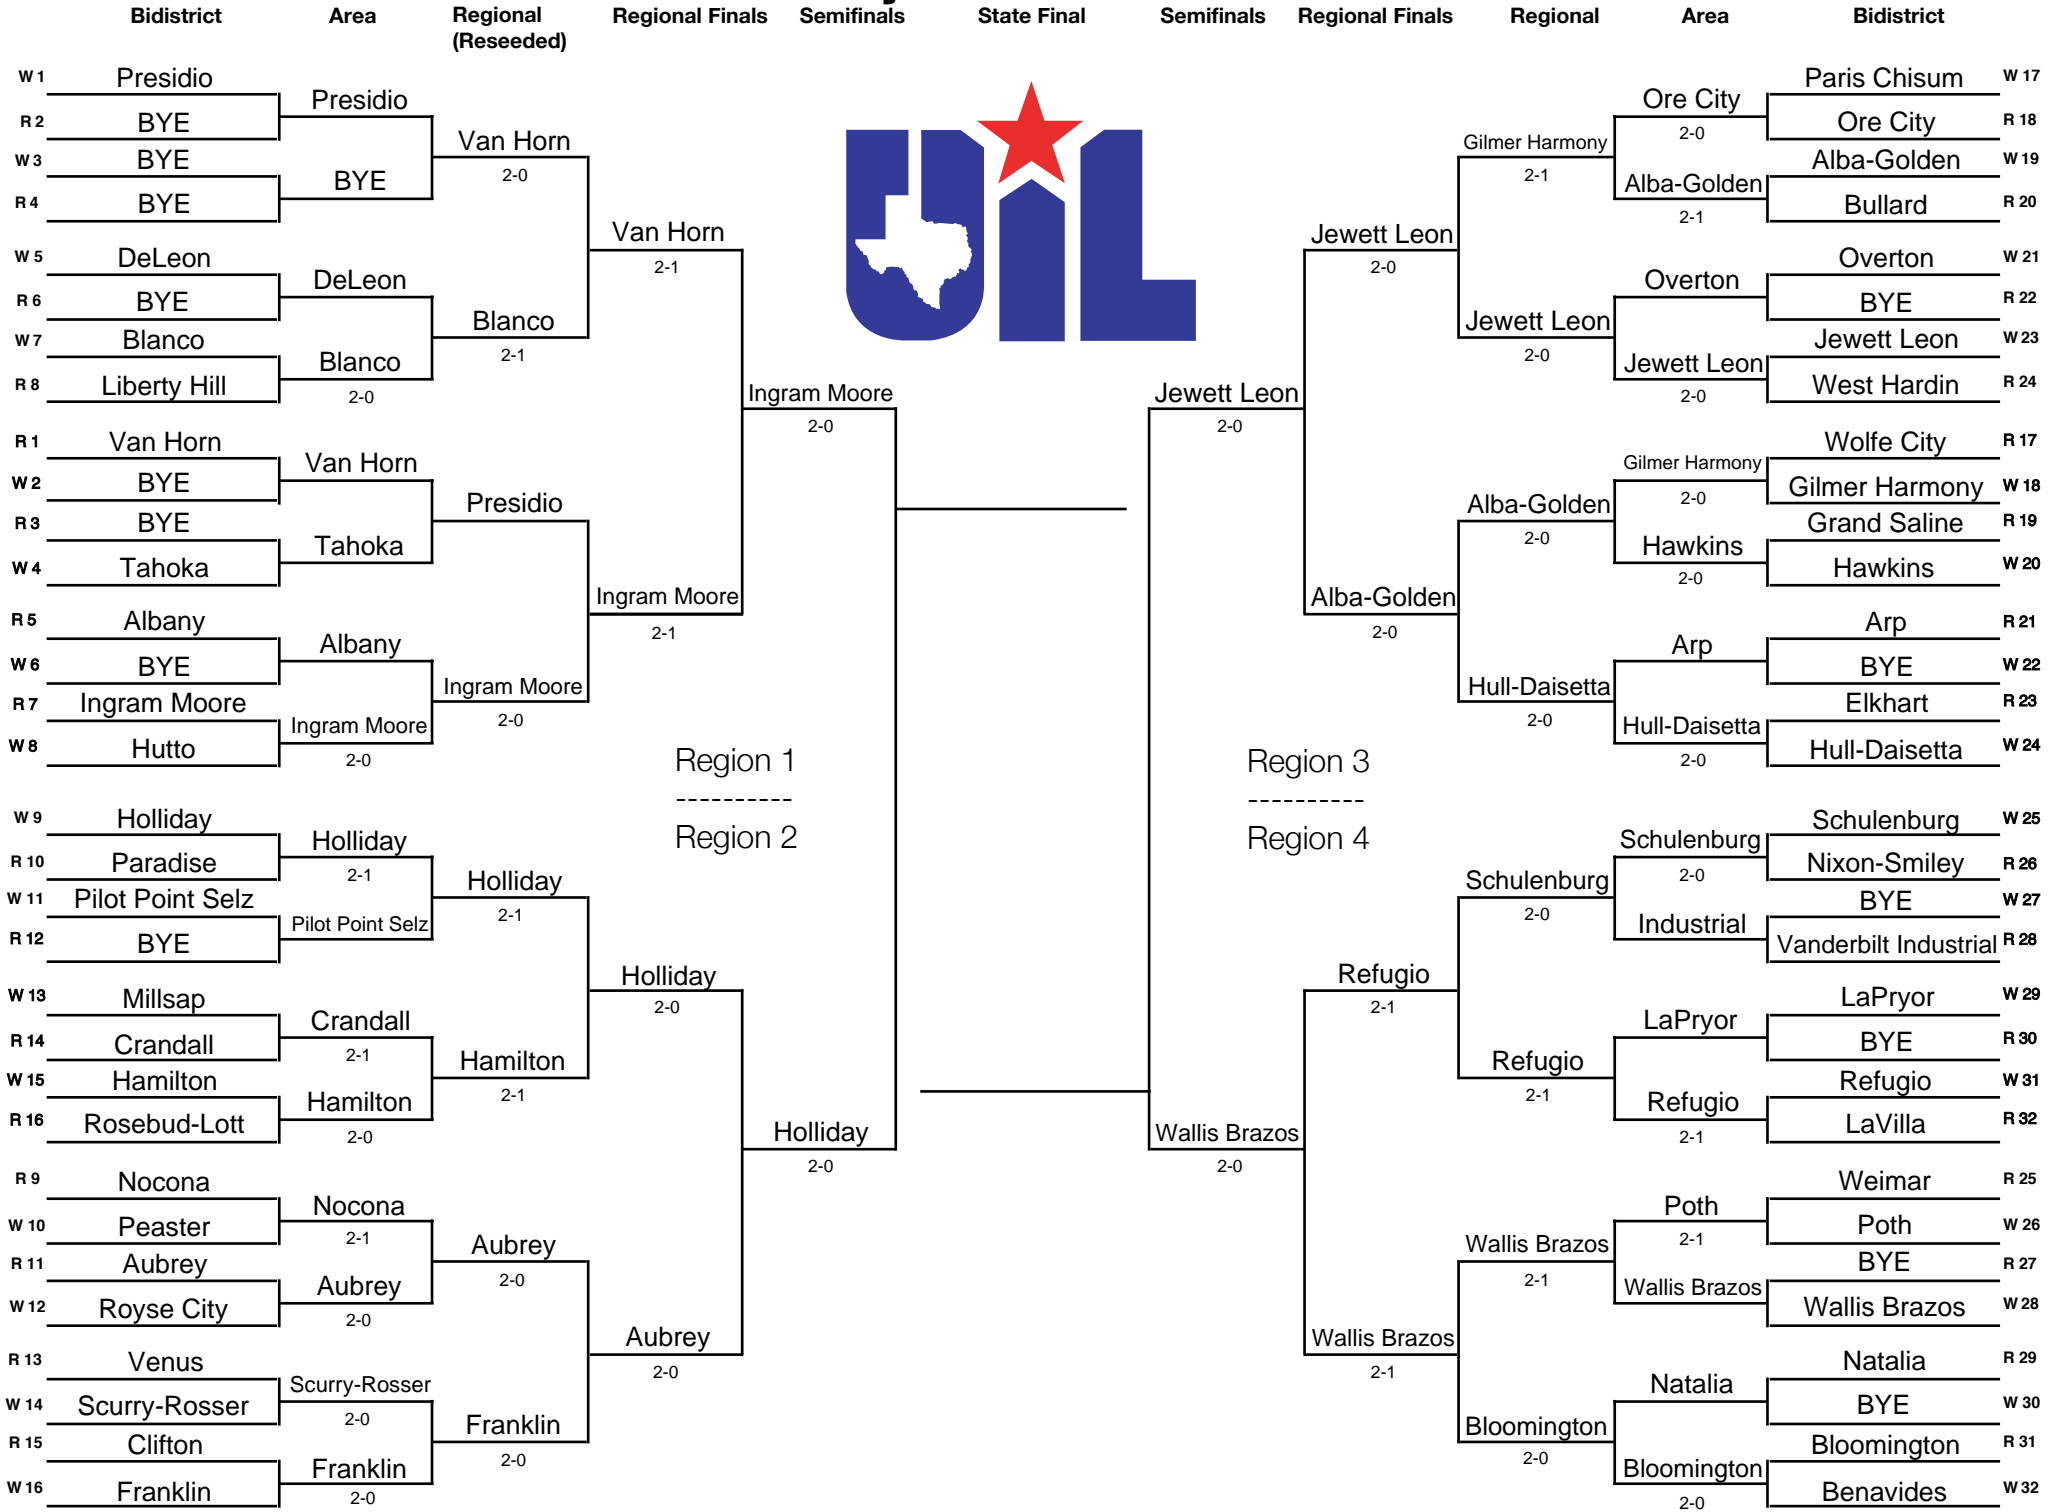 Bidistrict
Area
Regional
(Reseeded)
Regional Finals
Semifinals
State Final
Semifinals
Regional Finals
Regional
Area
Bidistrict
W 1
Presidio
R 2
BYE
W 3
BYE
R 4
BYE
W 5
DeLeon
R 6
BYE
W 7
Blanco
R 8
Liberty Hill
R 1
Van Horn
W 2
BYE
R 3
BYE
W 4
Tahoka
R 5
Albany
W 6
BYE
R 7
Ingram Moore
W 8
Hutto
W 9
Holliday
R 10
Paradise
W 11
Pilot Point Selz
R 12
BYE
W 13
Millsap
R 14
Crandall
W 15
Hamilton
R 16
Rosebud-Lott
R 9
Nocona
W 10
Peaster
R 11
Aubrey
W 12
Royse City
R 13
Venus
W 14
Scurry-Rosser
R 15
Clifton
W 16
Franklin
Presidio
BYE
DeLeon
Blanco
2-0
Van Horn
Tahoka
Albany
Ingram Moore
2-0
Holliday
2-1
Pilot Point Selz
Crandall
2-1
Hamilton
2-0
Nocona
2-1
Aubrey
2-0
Scurry-Rosser
2-0
Franklin
2-0
Van Horn
2-0
Blanco
2-1
Presidio
Ingram Moore
2-0
Holliday
2-1
Hamilton
2-1
Aubrey
2-0
Franklin
2-0
Van Horn
2-1
Ingram Moore
2-1
Region 1
----------
Region 2
Holliday
2-0
Aubrey
2-0
Ingram Moore
2-0
Holliday
2-0
UIL
Jewett Leon
2-0
Wallis Brazos
2-0
Jewett Leon
2-0
Alba-Golden
2-0
Region 3
----------
Region 4
Refugio
2-1
Wallis Brazos
2-1
Gilmer Harmony
2-1
Jewett Leon
2-0
Alba-Golden
2-0
Hull-Daisetta
2-0
Schulenburg
2-0
Refugio
2-1
Wallis Brazos
2-1
Bloomington
2-0
Ore City
2-0
Alba-Golden
2-1
Overton
Jewett Leon
2-0
Gilmer Harmony
2-0
Hawkins
2-0
Arp
Hull-Daisetta
2-0
Schulenburg
2-0
Industrial
LaPryor
Refugio
2-1
Poth
2-1
Wallis Brazos
Natalia
Bloomington
2-0
Paris Chisum
W 17
Ore City
R 18
Alba-Golden
W 19
Bullard
R 20
Overton
W 21
BYE
R 22
Jewett Leon
W 23
West Hardin
R 24
Wolfe City
R 17
Gilmer Harmony
W 18
Grand Saline
R 19
Hawkins
W 20
Arp
R 21
BYE
W 22
Elkhart
R 23
Hull-Daisetta
W 24
Schulenburg
W 25
Nixon-Smiley
R 26
BYE
W 27
Vanderbilt Industrial
R 28
LaPryor
W 29
BYE
R 30
Refugio
W 31
LaVilla
R 32
Weimar
R 25
Poth
W 26
BYE
R 27
Wallis Brazos
W 28
Natalia
R 29
BYE
W 30
Bloomington
R 31
Benavides
W 32